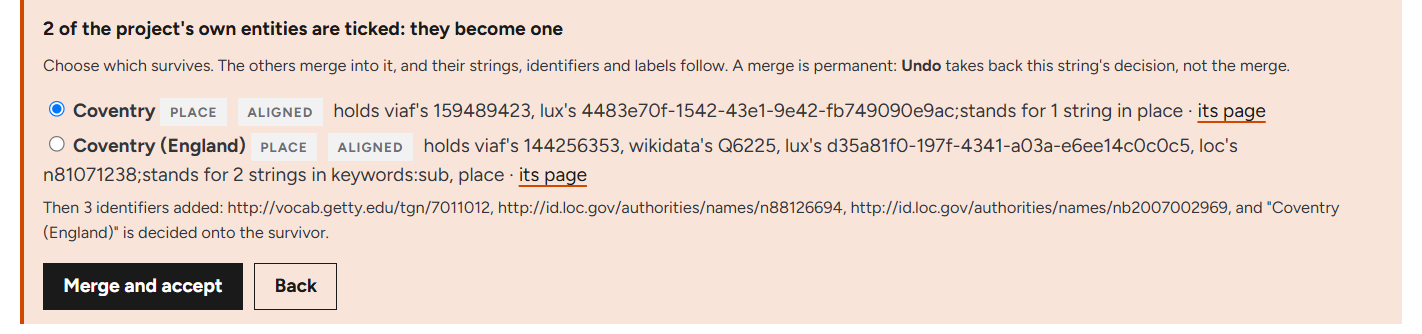 2 of the project's own entities are ticked: they become one
Choose which survives. The others merge into it, and their strings, identifiers and labels follow. A merge is permanent: Undo takes back this string's decision, not the merge.
Coventry PLACE ALIGNED holds viaf's 159489423, lux's 4483e70f-1542-43e1-9e42-fb749090e9ac;stands for 1 string in place · its page
Coventry (England) PLACE ALIGNED holds viaf's 144256353, wikidata's Q6225, lux's d35a81f0-197f-4341-a03a-e6ee14c0c0c5, loc's
n81071238;stands for 2 strings in keywords:sub, place · its page
Then 3 identifiers added: http://vocab.getty.edu/tgn/7011012, http://id.loc.gov/authorities/names/n88126694, http://id.loc.gov/authorities/names/nb2007002969, and "Coventry
(England)" is decided onto the survivor.
Merge and accept Back